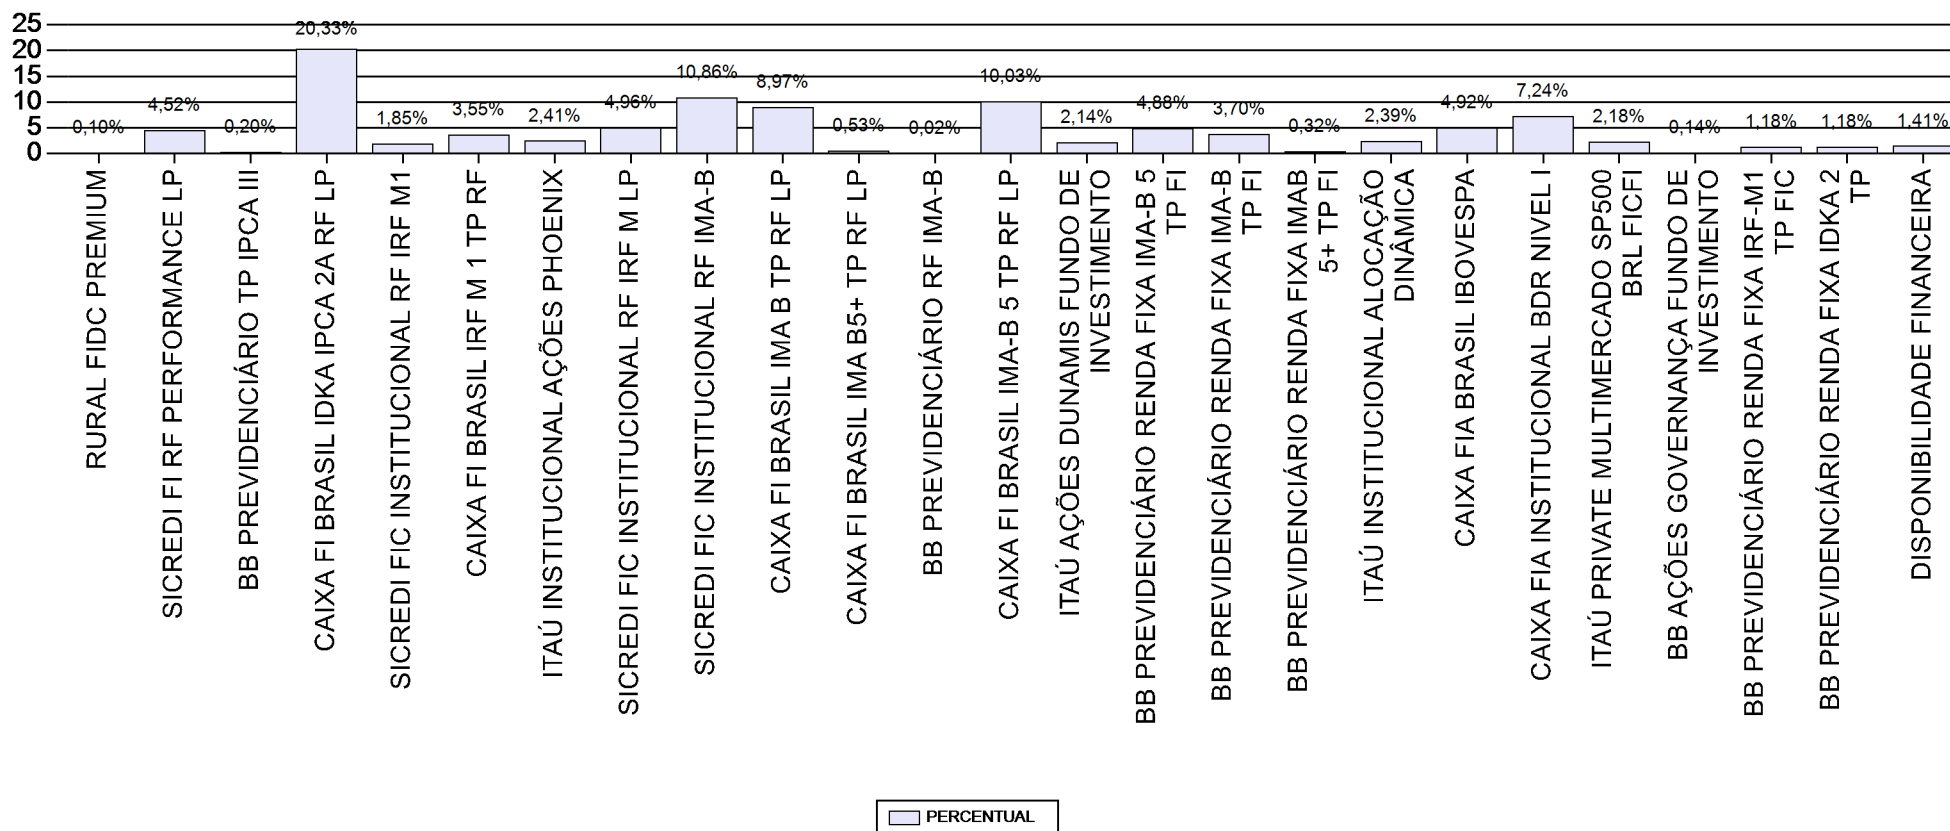 25
20
15
10
5
0
0,10%
4,52%
0,20%
20,33%
1,85%
3,55%
2,41%
4,96%
10,86%
8,97%
0,53%
0,02%
10,03%
2,14%
4,88%
3,70%
0,32%
2,39%
4,92%
7,24%
2,18%
0,14%
1,18%
1,18%
1,41%
RURAL FIDC PREMIUM
SICREDI FI RF PERFORMANCE LP
BB PREVIDENCIÁRIO TP IPCA III
CAIXA FI BRASIL IDKA IPCA 2A RF LP
SICREDI FIC INSTITUCIONAL RF IRF M1
CAIXA FI BRASIL IRF M 1 TP RF
ITAÚ INSTITUCIONAL AÇÕES PHOENIX
SICREDI FIC INSTITUCIONAL RF IRF M LP
SICREDI FIC INSTITUCIONAL RF IMA-B
CAIXA FI BRASIL IMA B TP RF LP
CAIXA FI BRASIL IMA B5+ TP RF LP
BB PREVIDENCIÁRIO RF IMA-B
CAIXA FI BRASIL IMA-B 5 TP RF LP
ITAÚ AÇÕES DUNAMIS FUNDO DE
INVESTIMENTO
BB PREVIDENCIÁRIO RENDA FIXA IMA-B 5
TP FI
BB PREVIDENCIÁRIO RENDA FIXA IMA-B
TP FI
BB PREVIDENCIÁRIO RENDA FIXA IMAB
5+ TP FI
ITAÚ INSTITUCIONAL ALOCAÇÃO
DINÂMICA
CAIXA FIA BRASIL IBOVESPA
CAIXA FIA INSTITUCIONAL BDR NIVEL I
ITAÚ PRIVATE MULTIMERCADO SP500
BRL FICFI
BB AÇÕES GOVERNANÇA FUNDO DE
INVESTIMENTO
BB PREVIDENCIÁRIO RENDA FIXA IRF-M1
TP FIC
BB PREVIDENCIÁRIO RENDA FIXA IDKA 2
TP
DISPONIBILIDADE FINANCEIRA
PERCENTUAL